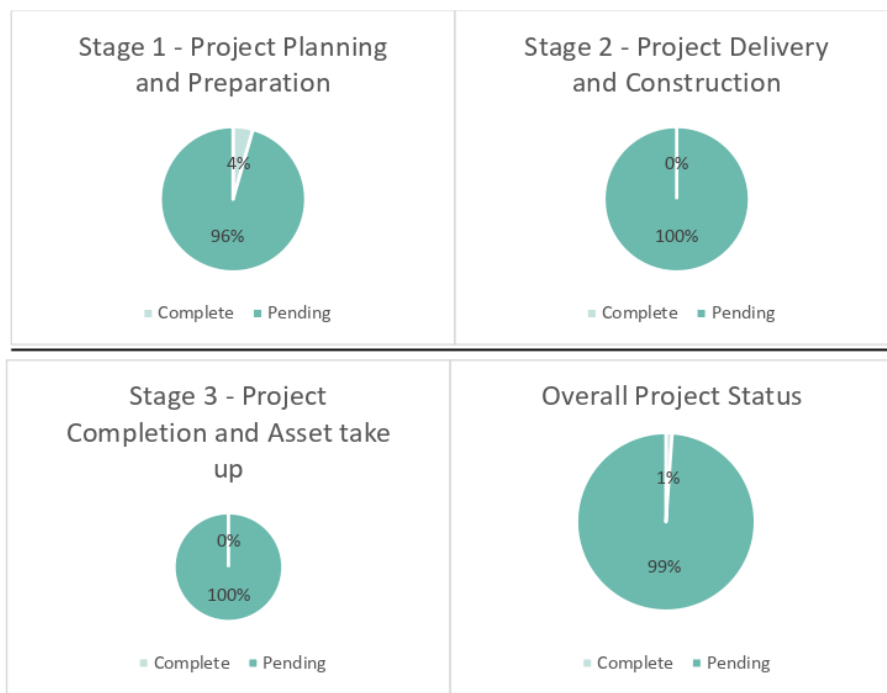 Stage 1 - Project Planning
and Preparation
4%
96%
Complete Pending
Stage 2 - Project Delivery
and Construction
0%
100%
Complete Pending
Stage 3 - Project
Completion and Asset take
up
0%
100%
Complete Pending
Overall Project Status
1%
99%
Complete Pending